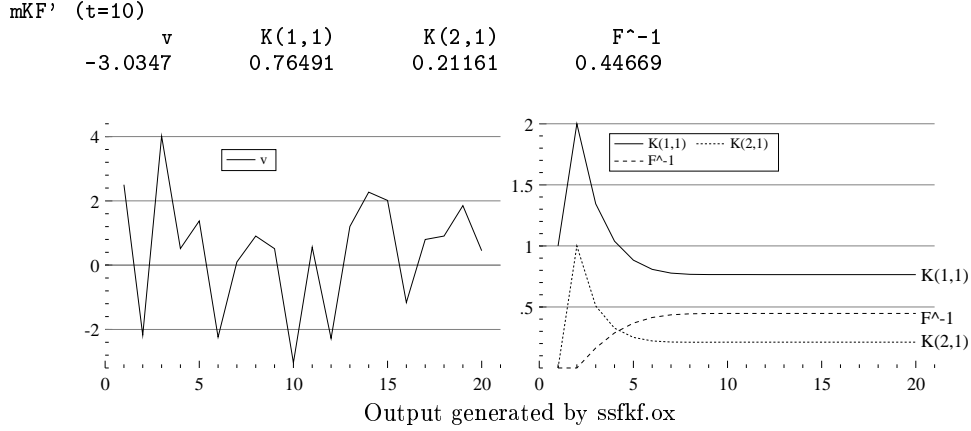 mKF' (t=10)
v K(1,1) K(2,1) F^-1
-3.0347 0.76491 0.21161 0.44669
4
2
0
-2
0 5 10 15 20
v
2
1.5
1
.5
0 5 10 15 20
K(1,1) K(2,1)
F^-1
K(1,1)
F^-1
K(2,1)
Output generated by ssfkf.ox